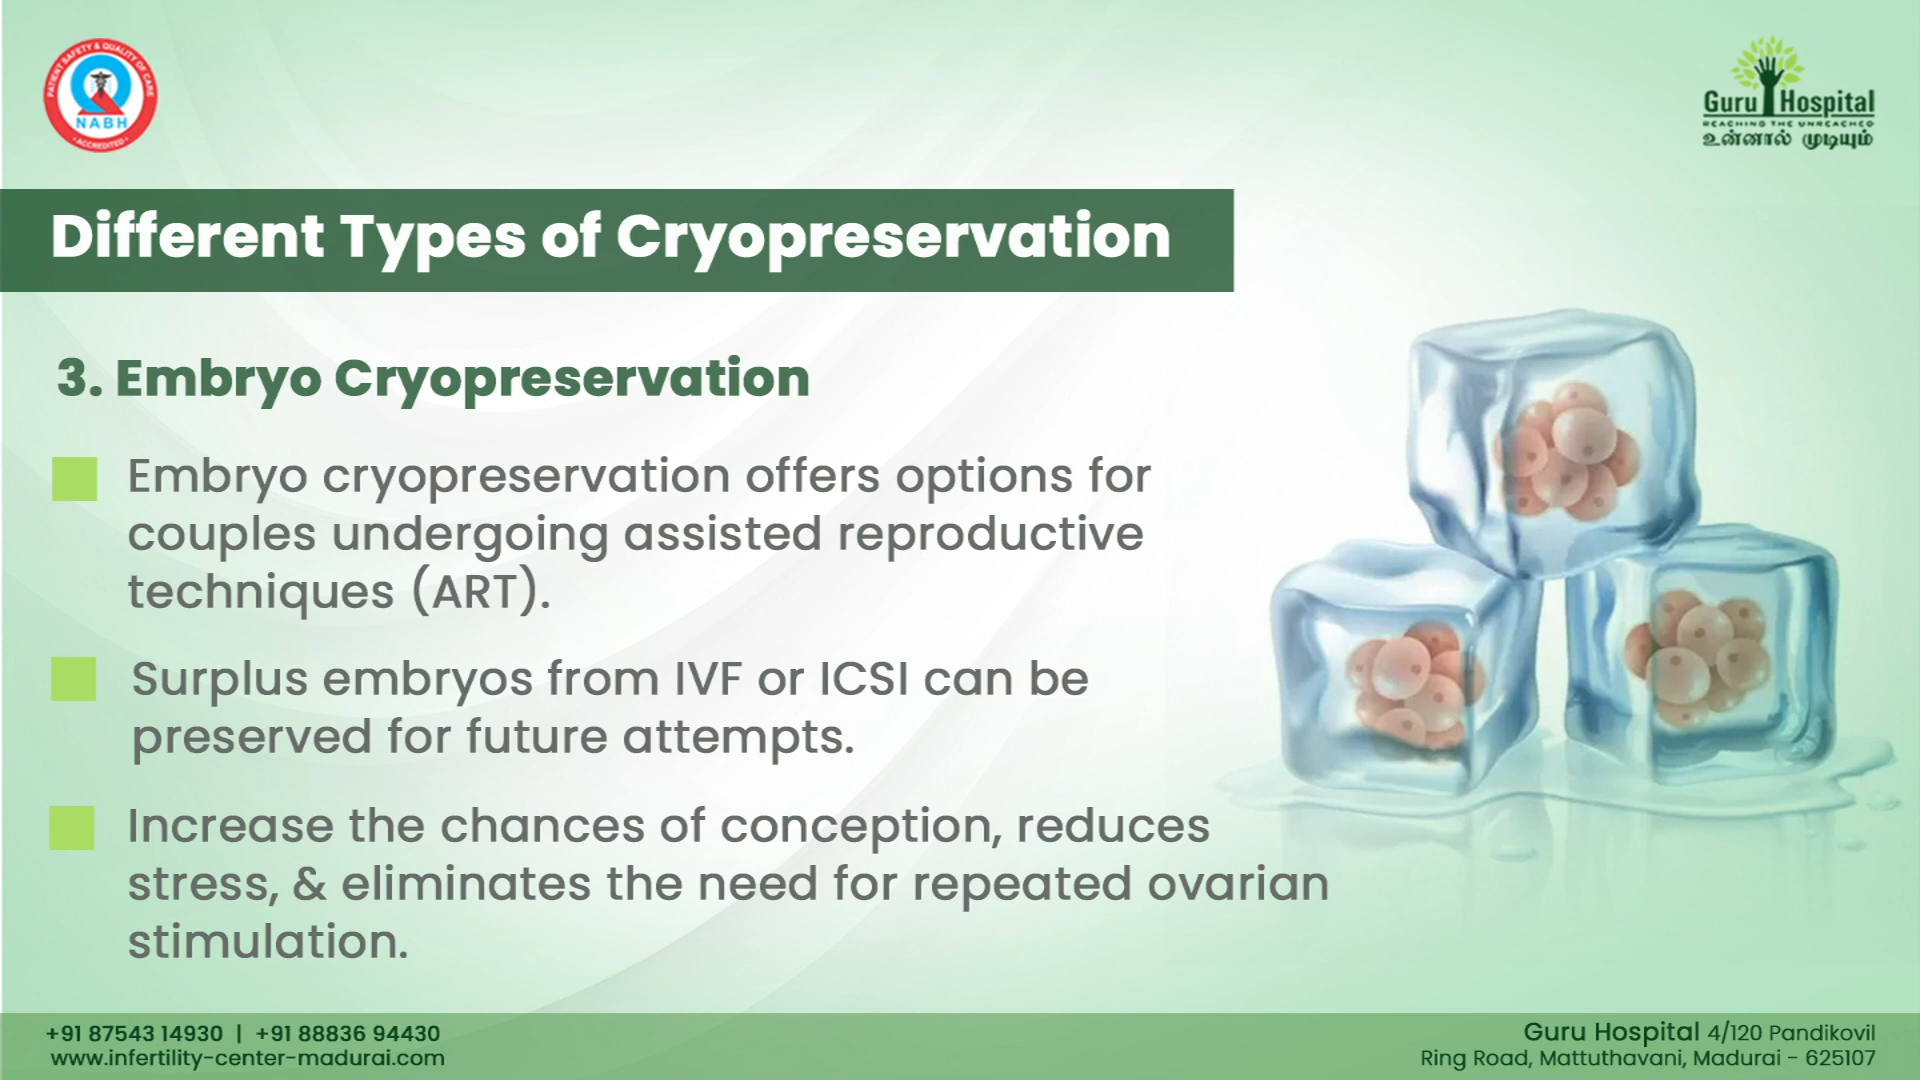 PATIENT SAFETY & QUALITY OF CARE
NABH
ACCREDITED
Guru Hospital
REACHING THE UNREACHED
உன்னால் முடியும்
Different Types of Cryopreservation
3. Embryo Cryopreservation
Embryo cryopreservation offers options for
couples undergoing assisted reproductive
techniques (ART).
Surplus embryos from IVF or ICSI can be
preserved for future attempts.
Increase the chances of conception, reduces
stress, & eliminates the need for repeated ovarian
stimulation.
+91 87543 14930 | +91 88836 94430
www.infertility-center-madurai.com
Guru Hospital 4/120 Pandikovil
Ring Road, Mattuthavani, Madurai - 625107